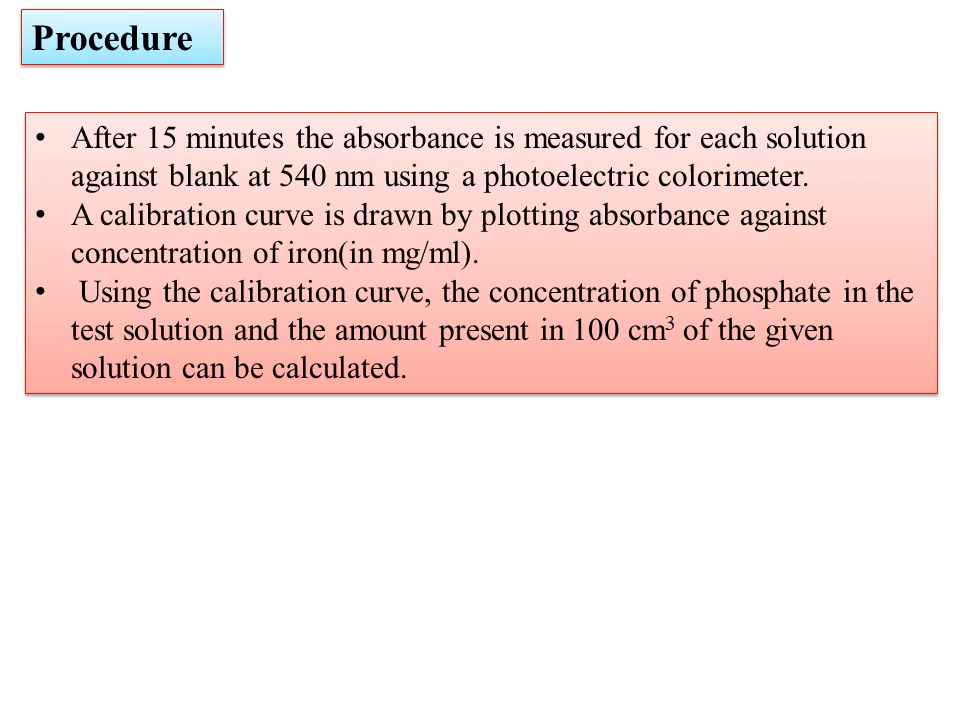 Procedure
• After 15 minutes the absorbance is measured for each solution
against blank at 540 nm using a photoelectric colorimeter.
• A calibration curve is drawn by plotting absorbance against
concentration of iron(in mg/ml).
• Using the calibration curve, the concentration of phosphate in the
test solution and the amount present in 100 cm³ of the given
solution can be calculated.